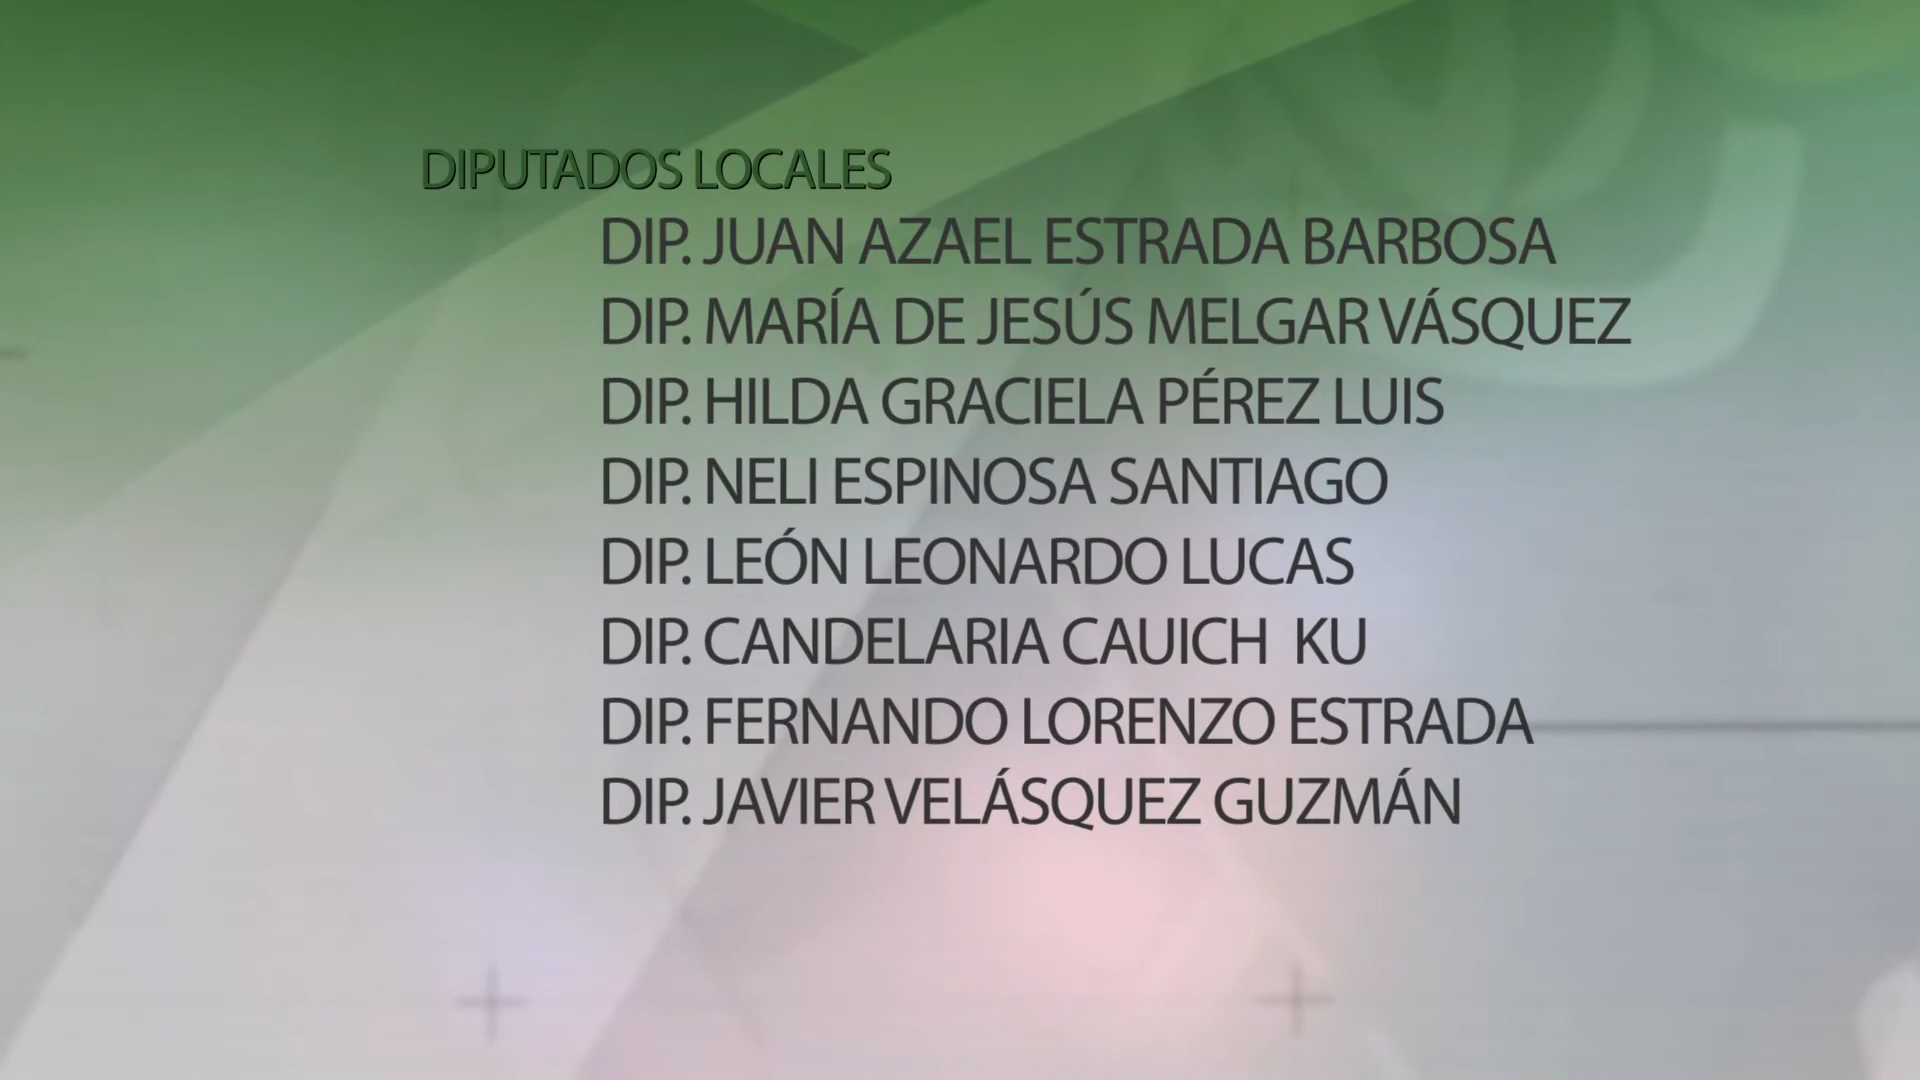 DIPUTADOS LOCALES
DIP. JUAN AZAEL ESTRADA BARBOSA
DIP. MARÍA DE JESÚS MELGAR VÁSQUEZ
DIP. HILDA GRACIELA PÉREZ LUIS
DIP. NELI ESPINOSA SANTIAGO
DIP. LEÓN LEONARDO LUCAS
DIP. CANDELARIA CAUICH  KU
DIP. FERNANDO LORENZO ESTRADA
DIP. JAVIER VELÁSQUEZ GUZMÁN